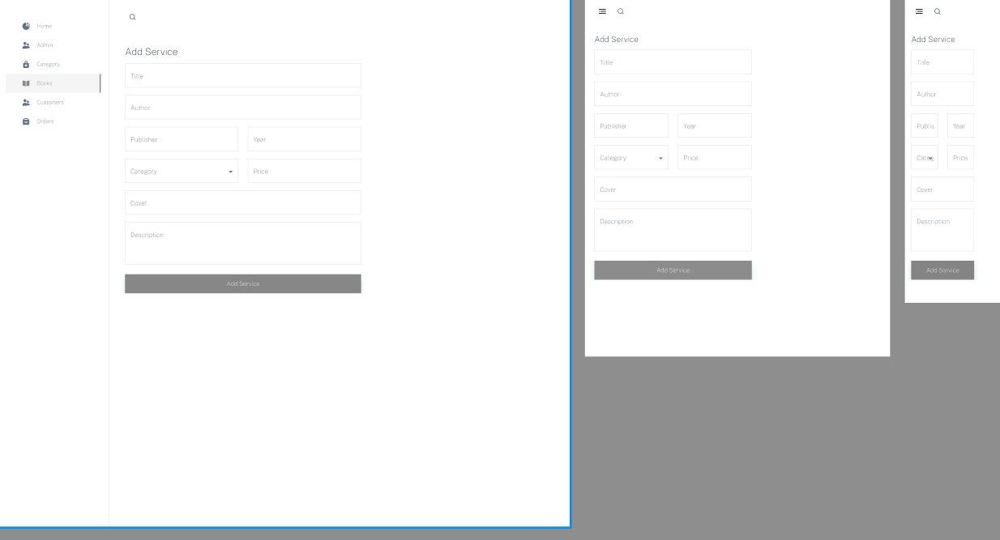 Home
Admin
Category
Books
Customers
Orders
Add Service
Title
Author
Publisher Year
Category Price
Cover
Description
Add Service
Add Service
Title
Author
Publisher Year
Category Price
Cover
Description
Add Service
Add Service
Title
Author
Publis Year
Categ Price
Cover
Description
Add Service